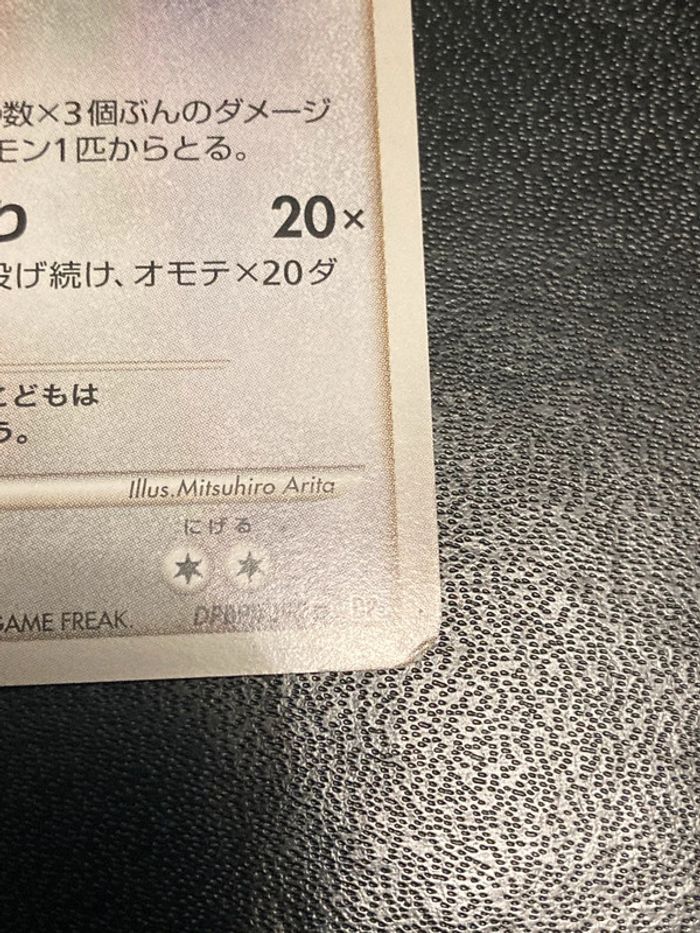 数×3個ぶんのダメージ
モン1匹からとる。
り 20×
投げ続け、オモテ×20ダ
こどもは
う。
Illus.Mitsuhiro Arita
にげる
GAME FREAK.